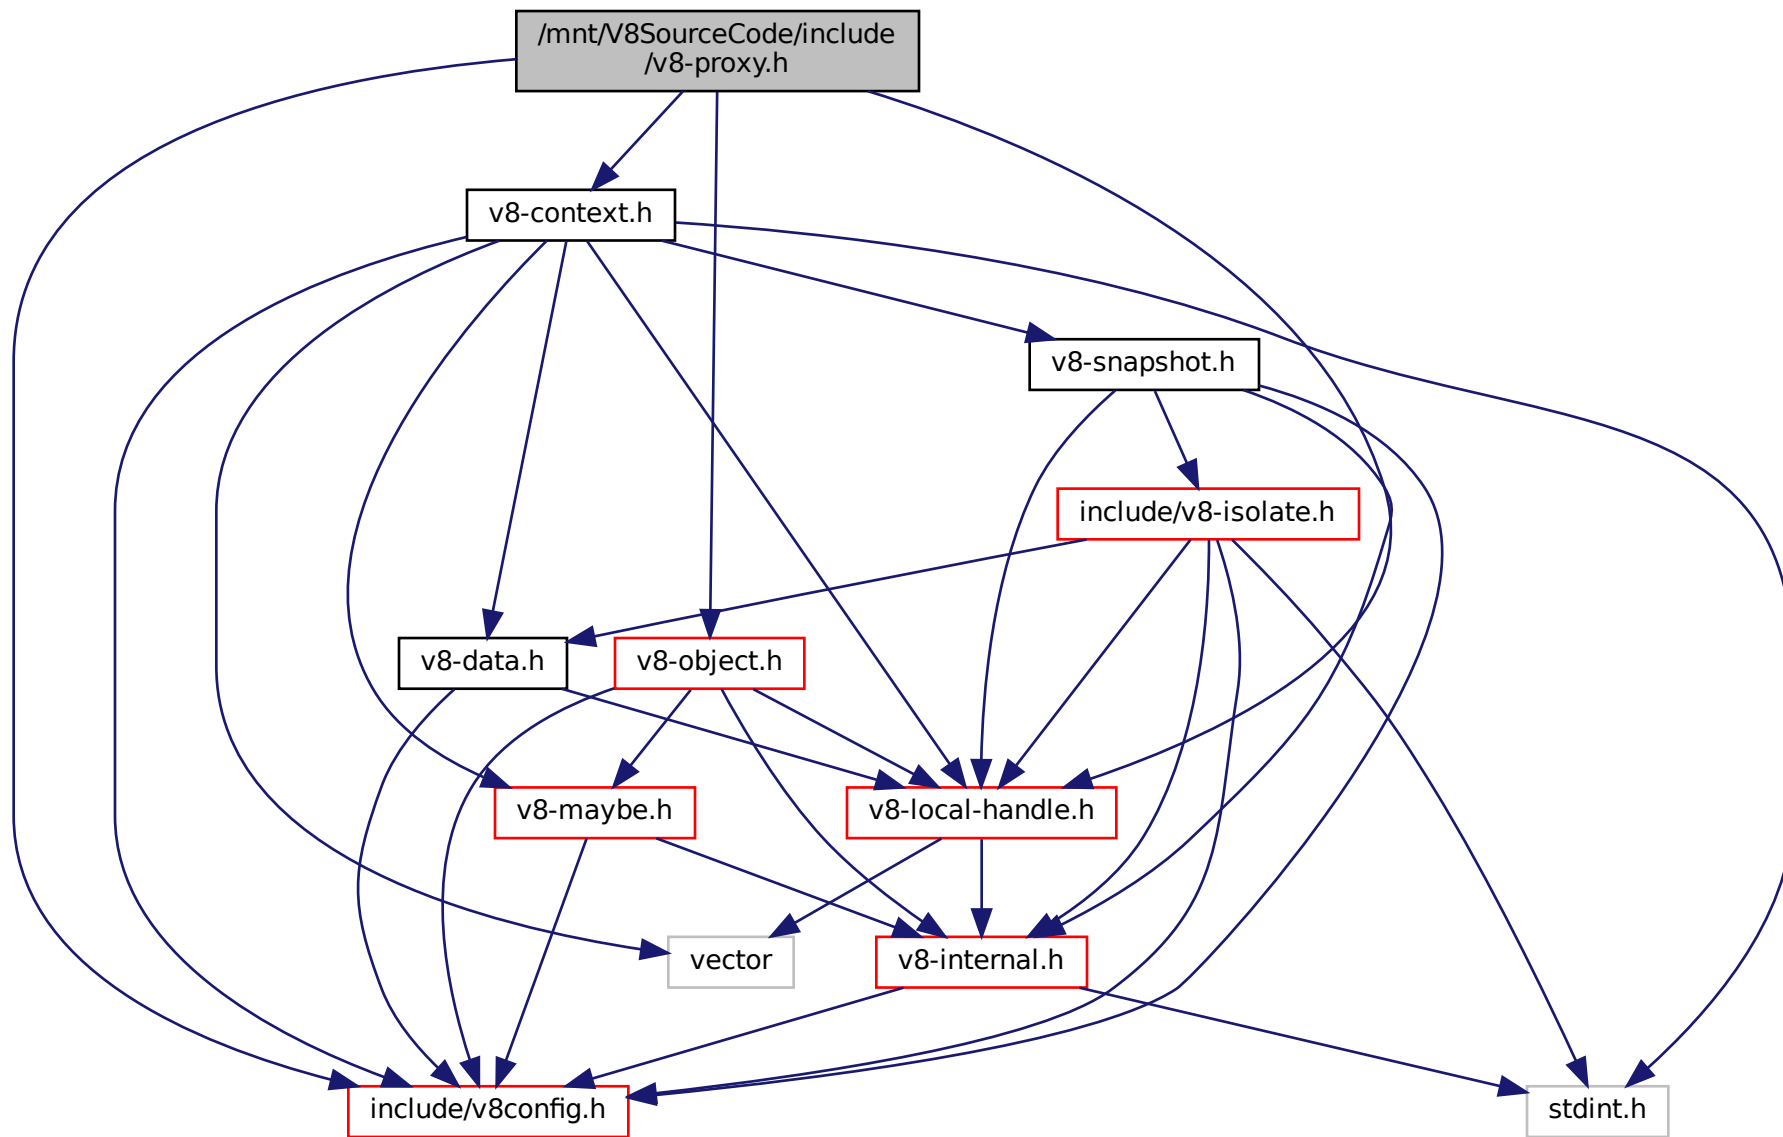 /mnt/V8SourceCode/include
/v8-proxy.h
v8-context.h
v8-snapshot.h
include/v8-isolate.h
v8-data.h
v8-object.h
v8-maybe.h
v8-local-handle.h
vector
v8-internal.h
include/v8config.h
stdint.h